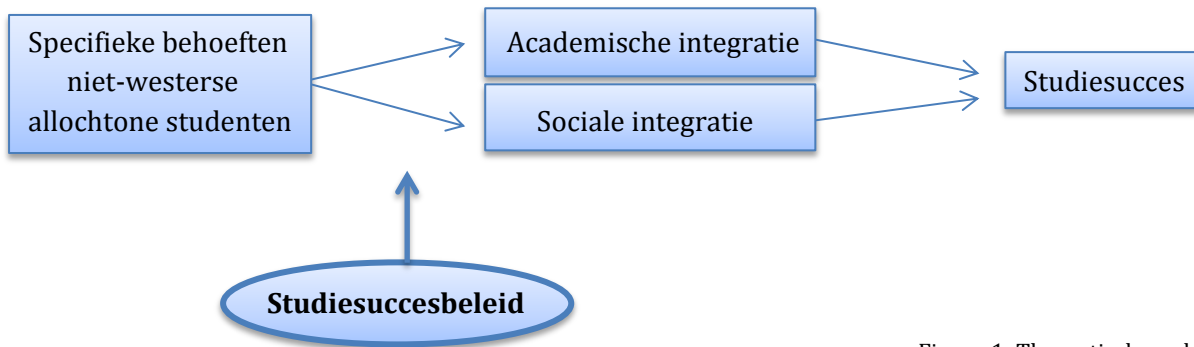 Specifieke behoeften
niet-westerse
allochtone studenten
Academische integratie
Sociale integratie
Studiesucces
Studiesuccesbeleid